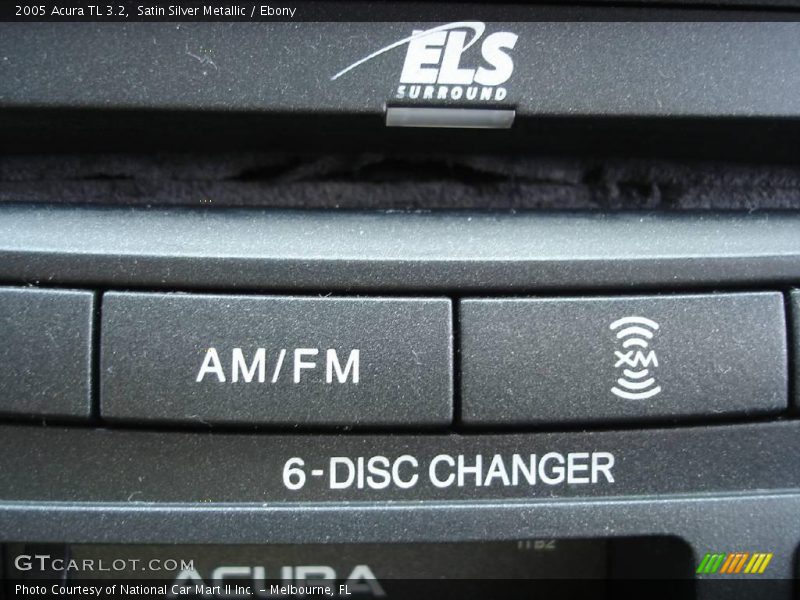 2005 Acura TL 3.2, Satin Silver Metallic / Ebony
ELS
SURROUND
AM/FM
XM
6-DISC CHANGER
ACURA
GTCARLOT.COM
Photo Courtesy of National Car Mart II Inc. - Melbourne, FL